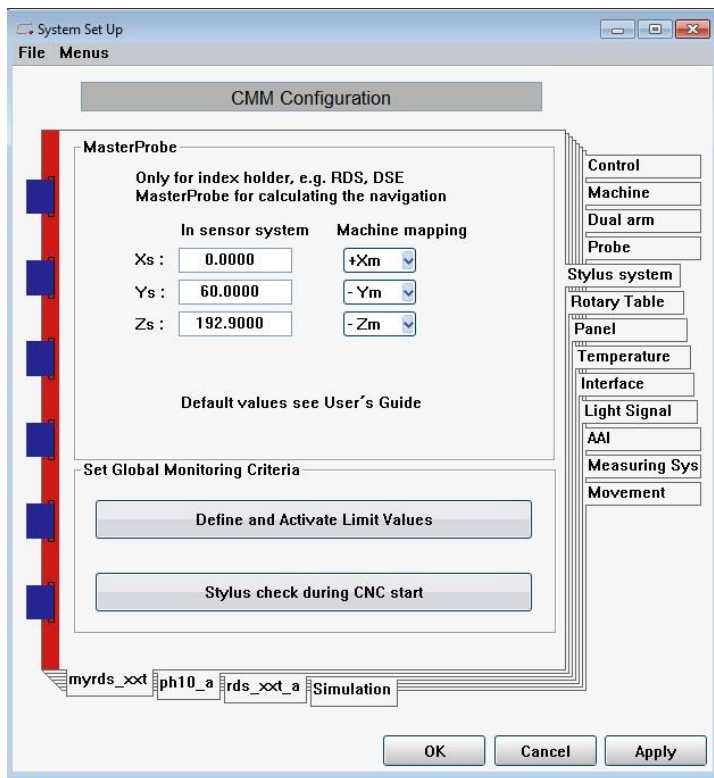 System Set Up
File Menus
CMM Configuration
MasterProbe
Only for index holder, e.g. RDS, DSE
MasterProbe for calculating the navigation
In sensor system Machine mapping
Xs : 0.0000 +Xm
Ys : 60.0000 - Ym
Zs : 192.9000 - Zm
Default values see User´s Guide
Set Global Monitoring Criteria
Define and Activate Limit Values
Stylus check during CNC start
Control
Machine
Dual arm
Probe
Stylus system
Rotary Table
Panel
Temperature
Interface
Light Signal
AAI
Measuring Sys
Movement
myrds_xxt ph10_a rds_xxt_a Simulation
OK Cancel Apply